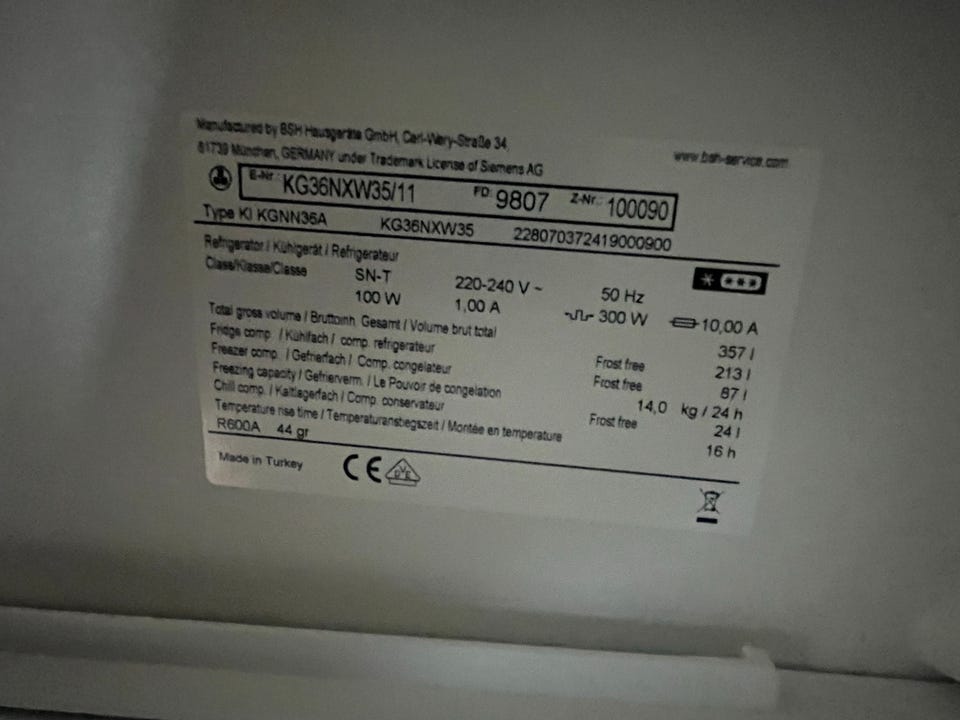 Manufactured by BSH Hausgeräte GmbH, Carl-Wery-Straße 34,
81739 München, GERMANY under Trademark License of Siemens AG
www.bsh-service.com
E-Nr.: KG36NXW35/11 FD: 9807 Z-Nr.: 100090
Type KI KGNN36A KG36NXW35 228070372419000900
Refrigerator / Kühlgerät / Refrigerateur
Class/Klasse/Classe SN-T 220-240 V ~ 50 Hz
100 W 1,00 A 300 W 10,00 A
Total gross volume / Bruttoinh. Gesamt / Volume brut total 357 l
Fridge comp. / Kühlfach / comp. refrigerateur Frost free 213 l
Freezer comp. / Gefrierfach / Comp. congelateur Frost free 87 l
Freezing capacity / Gefrierverm. / Le Pouvoir de congelation 14,0 kg / 24 h
Chill comp. / Kaltlagerfach / Comp. conservateur Frost free 24 l
Temperature rise time / Temperaturanstiegszeit / Montée en temperature 16 h
R600A 44 gr
Made in Turkey CE VDE